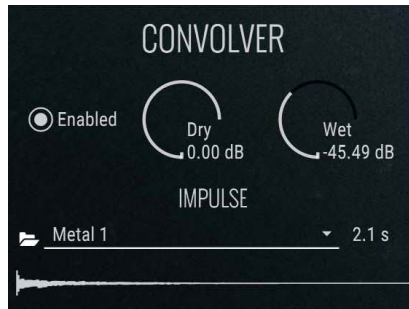 CONVOLVER
Enabled
Dry
0.00 dB
Wet
-45.49 dB
IMPULSE
Metal 1
2.1 s